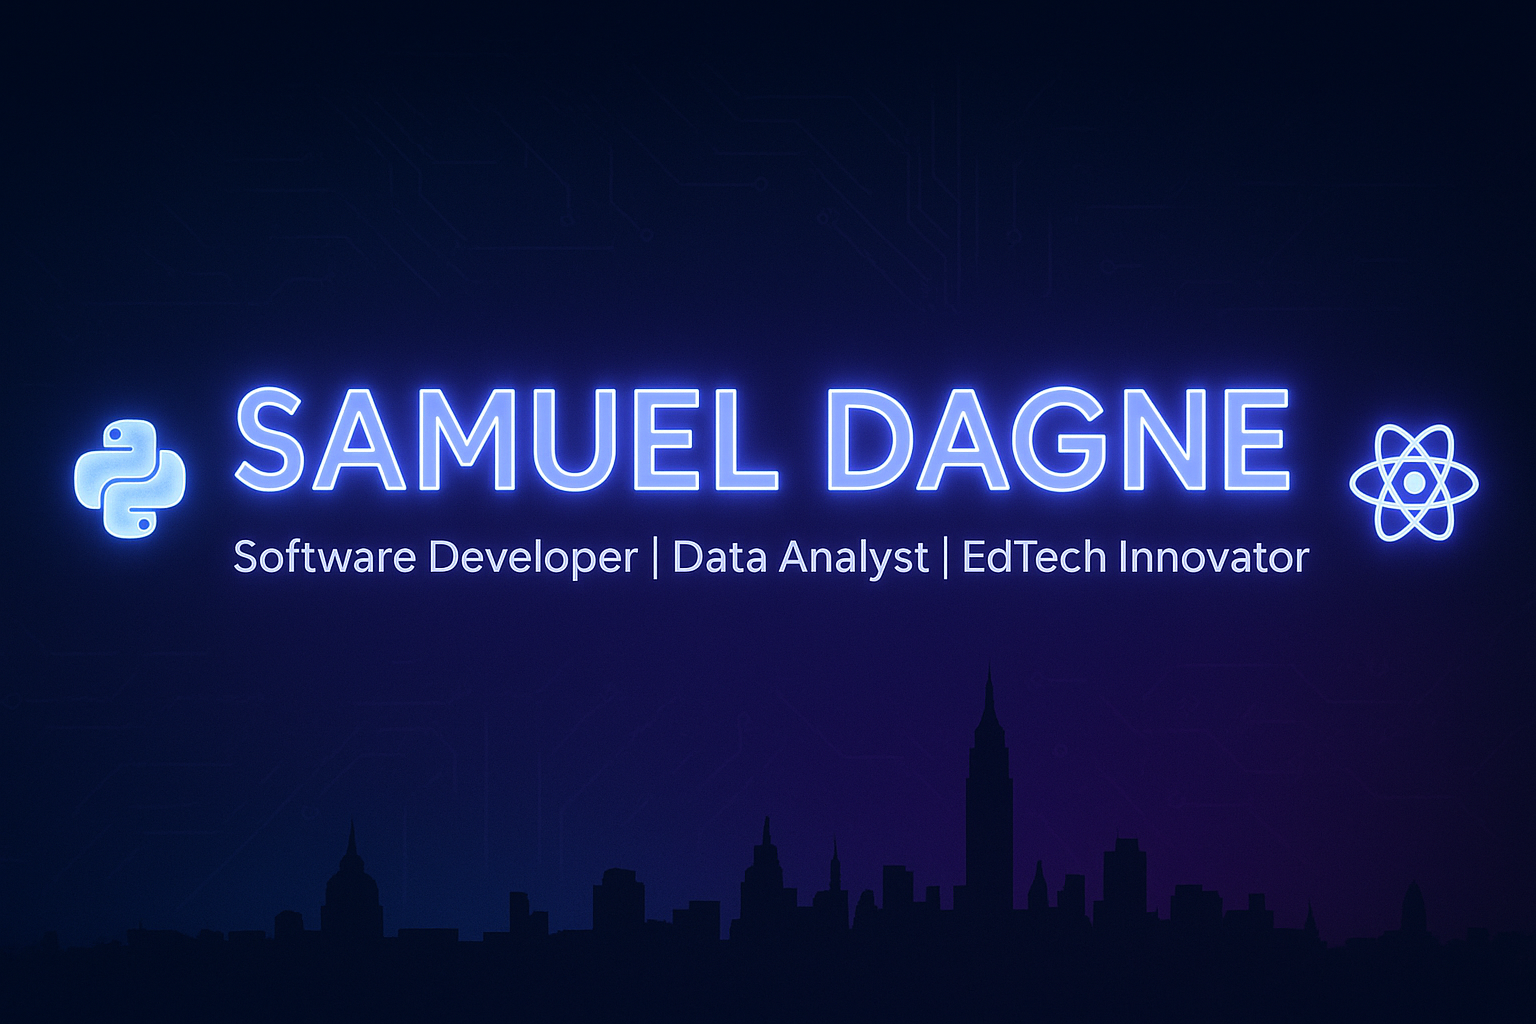 SAMUEL DAGNE
Software Developer | Data Analyst | EdTech Innovator